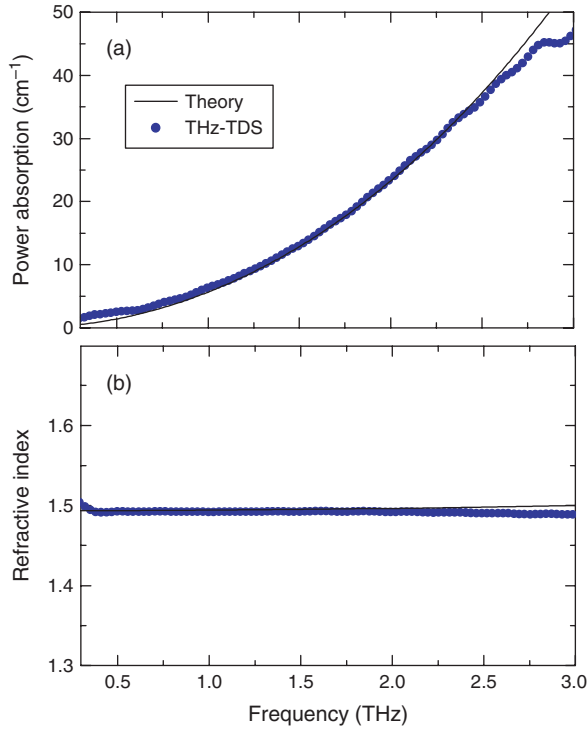 50
(a)
40
Theory
THz-TDS
30
20
10
0
Power absorption (cm⁻¹)
(b)
1.6
1.5
1.4
1.3
Refractive index
0.5 1.0 1.5 2.0 2.5 3.0
Frequency (THz)